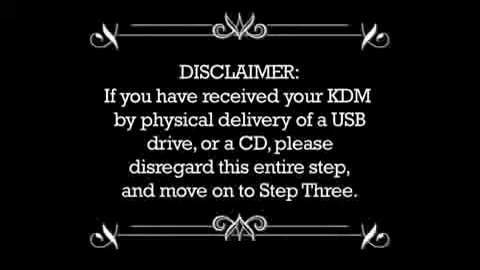 DISCLAIMER:
If you have received your KDM
by physical delivery of a USB
drive, or a CD, please
disregard this entire step,
and move on to Step Three.